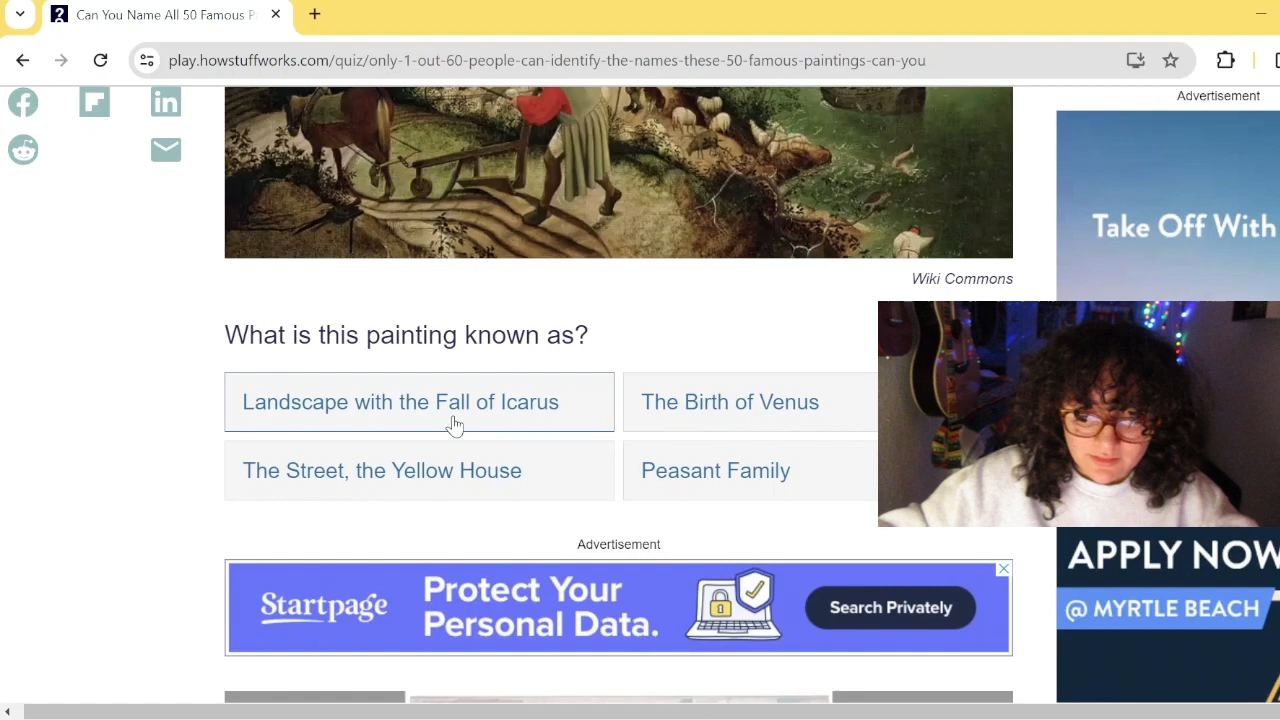 Can You Name All 50 Famous P
play.howstuffworks.com/quiz/only-1-out-60-people-can-identify-the-names-these-50-famous-paintings-can-you
Advertisement
Take Off With
Wiki Commons
What is this painting known as?
Landscape with the Fall of Icarus
The Birth of Venus
The Street, the Yellow House
Peasant Family
Advertisement
Startpage
Protect Your
Personal Data.
Search Privately
APPLY NOW
@ MYRTLE BEACH